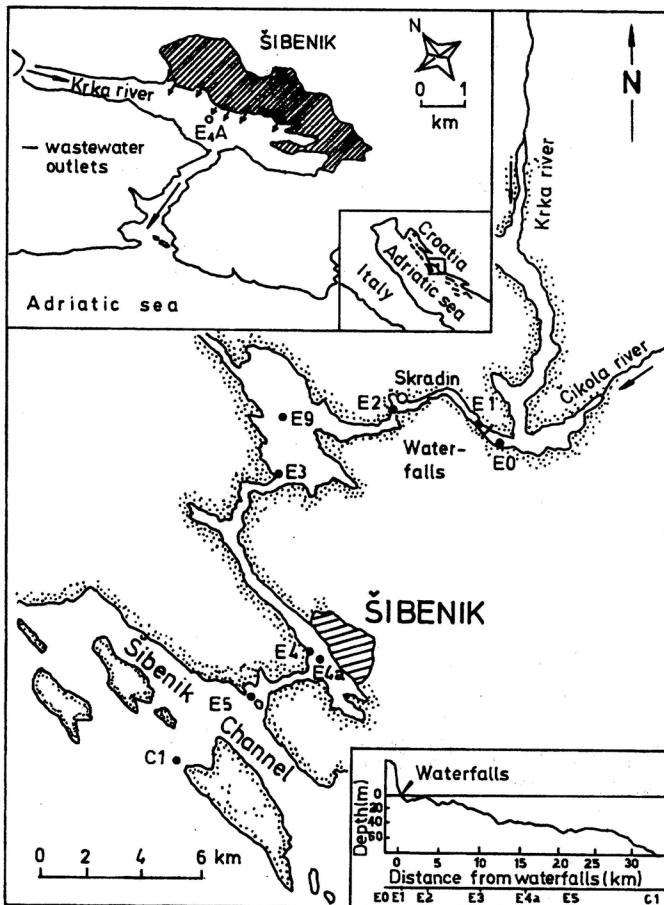 ŠIBENIK
N
Krka river
0 1
km
E4A
— wastewater
outlets
Adriatic sea
Croatia
Adriatic sea
Italy
N
Krka river
Čikola river
Skradin
E2
E1
E9
Water-
falls
E0
E3
ŠIBENIK
E4
E4a
Šibenik
Channel
E5
C1
0 2 4 6 km
Waterfalls
Depth(m)
0
20
40
60
0 5 10 15 20 25 30
Distance from waterfalls (km)
E0 E1 E2 E3 E4a E5 C1